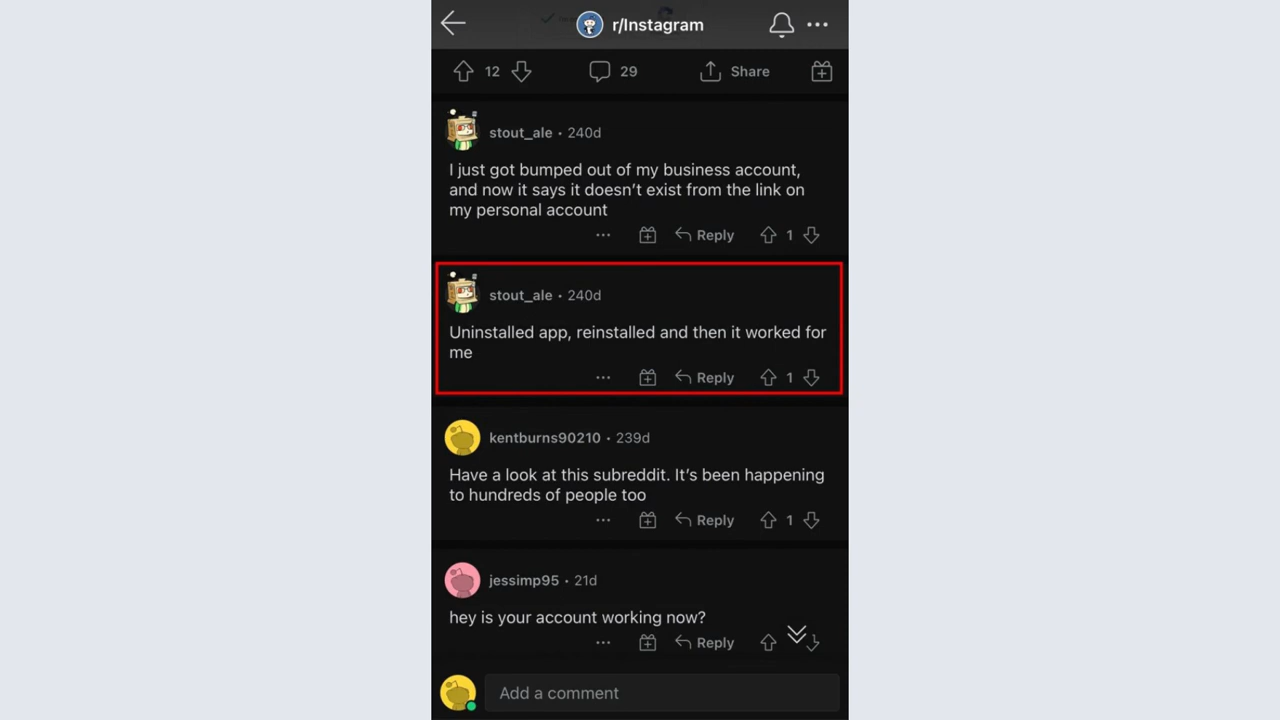 r/Instagram
12 29 Share
stout_ale • 240d
I just got bumped out of my business account,
and now it says it doesn’t exist from the link on
my personal account
Reply 1
stout_ale • 240d
Uninstalled app, reinstalled and then it worked for
me
Reply 1
kentburns90210 • 239d
Have a look at this subreddit. It’s been happening
to hundreds of people too
Reply 1
jessimp95 • 21d
hey is your account working now?
Reply
Add a comment